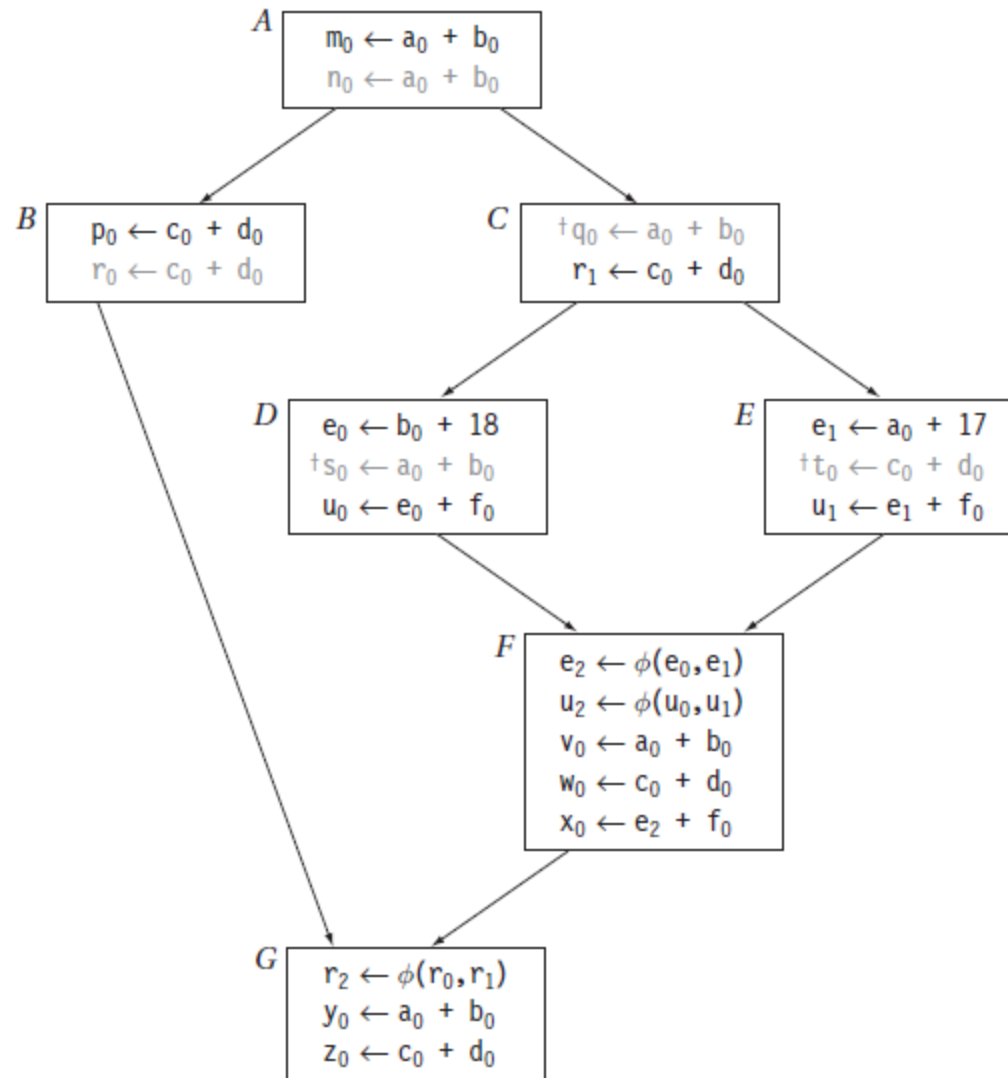 A
m₀ ← a₀ + b₀
n₀ ← a₀ + b₀
B
p₀ ← c₀ + d₀
r₀ ← c₀ + d₀
C
†q₀ ← a₀ + b₀
r₁ ← c₀ + d₀
D
e₀ ← b₀ + 18
†s₀ ← a₀ + b₀
u₀ ← e₀ + f₀
E
e₁ ← a₀ + 17
†t₀ ← c₀ + d₀
u₁ ← e₁ + f₀
F
e₂ ← ϕ(e₀,e₁)
u₂ ← ϕ(u₀,u₁)
v₀ ← a₀ + b₀
w₀ ← c₀ + d₀
x₀ ← e₂ + f₀
G
r₂ ← ϕ(r₀,r₁)
y₀ ← a₀ + b₀
z₀ ← c₀ + d₀